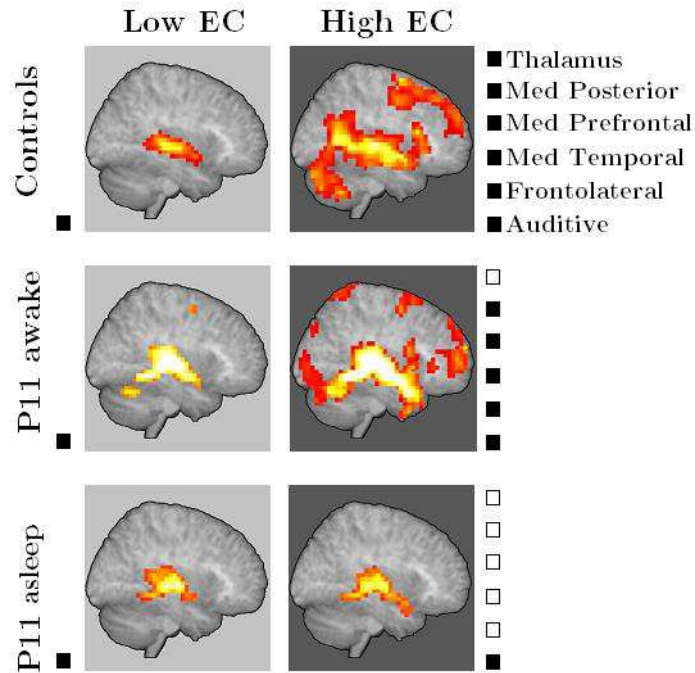 Low EC High EC
Controls
Thalamus
Med Posterior
Med Prefrontal
Med Temporal
Frontolateral
Auditive
P11 awake
P11 asleep